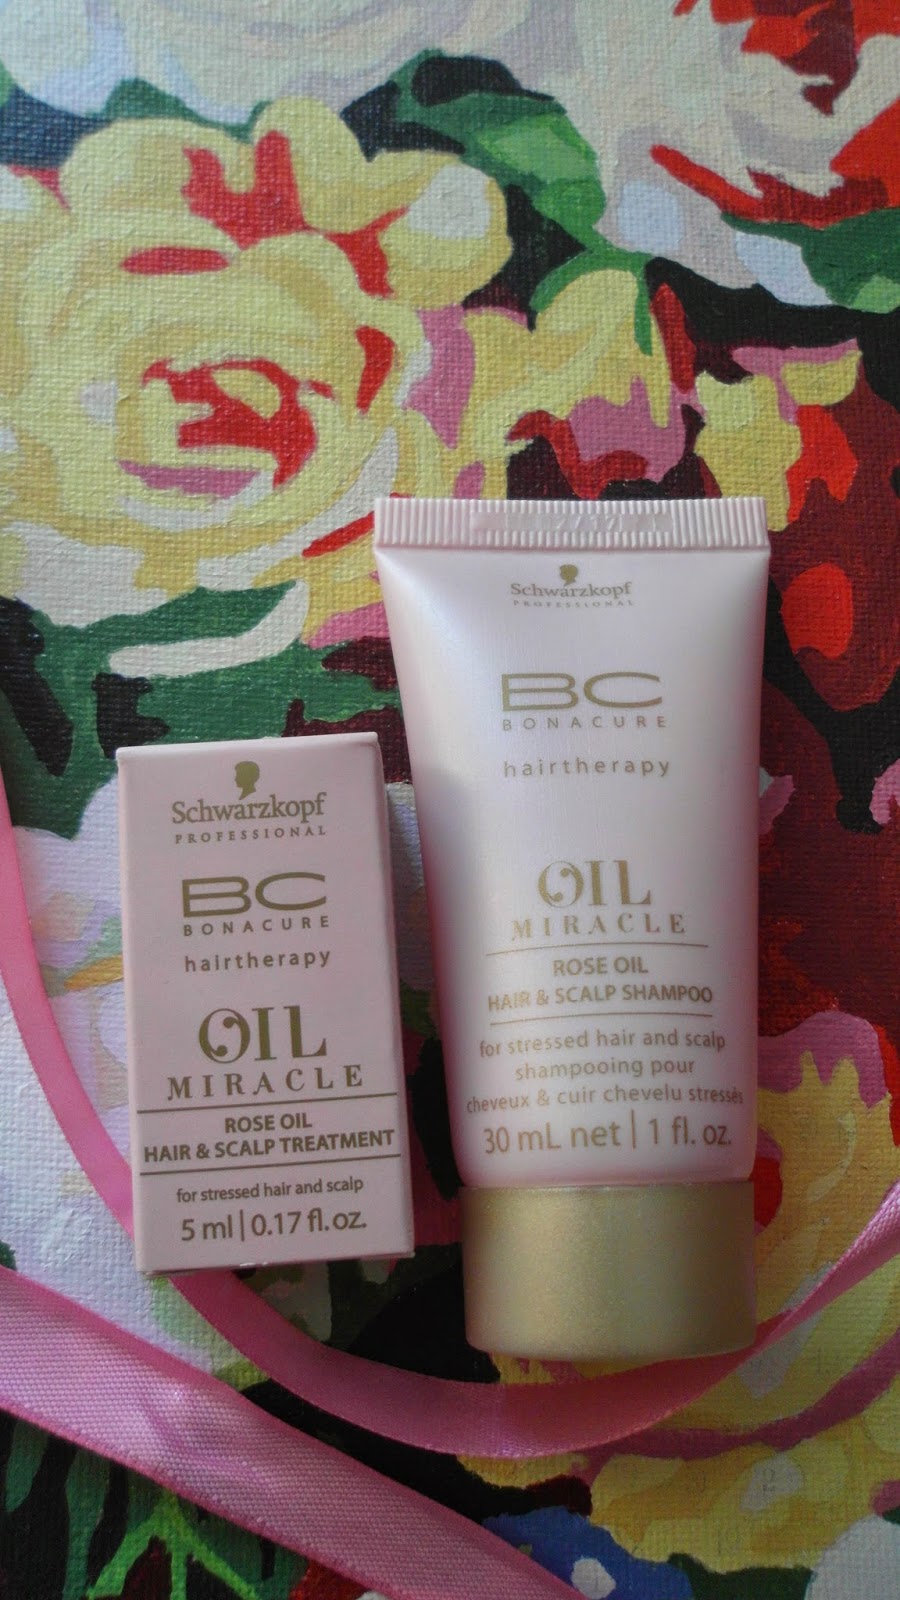 Schwarzkopf
PROFESSIONAL
BC
BONACURE
hairtherapy
OIL
MIRACLE
ROSE OIL
HAIR & SCALP TREATMENT
for stressed hair and scalp
5 ml | 0.17 fl. oz.
Schwarzkopf
PROFESSIONAL
BC
BONACURE
hairtherapy
OIL
MIRACLE
ROSE OIL
HAIR & SCALP SHAMPOO
for stressed hair and scalp
shampooing pour
cheveux & cuir chevelu stressés
30 mL net | 1 fl. oz.